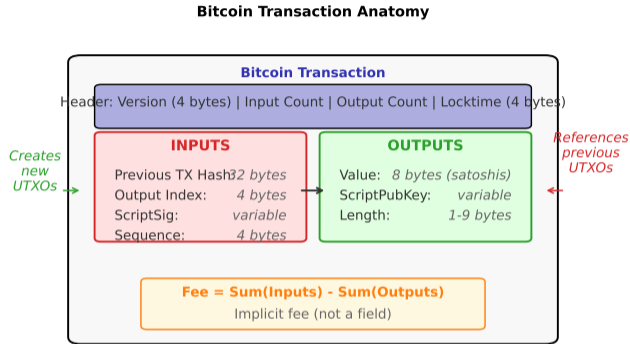 Bitcoin Transaction Anatomy
Bitcoin Transaction
Header: Version (4 bytes) | Input Count | Output Count | Locktime (4 bytes)
Creates
new
UTXOs
INPUTS
Previous TX Hash: 32 bytes
Output Index: 4 bytes
ScriptSig: variable
Sequence: 4 bytes
OUTPUTS
Value: 8 bytes (satoshis)
ScriptPubKey: variable
Length: 1-9 bytes
References
previous
UTXOs
Fee = Sum(Inputs) - Sum(Outputs)
Implicit fee (not a field)